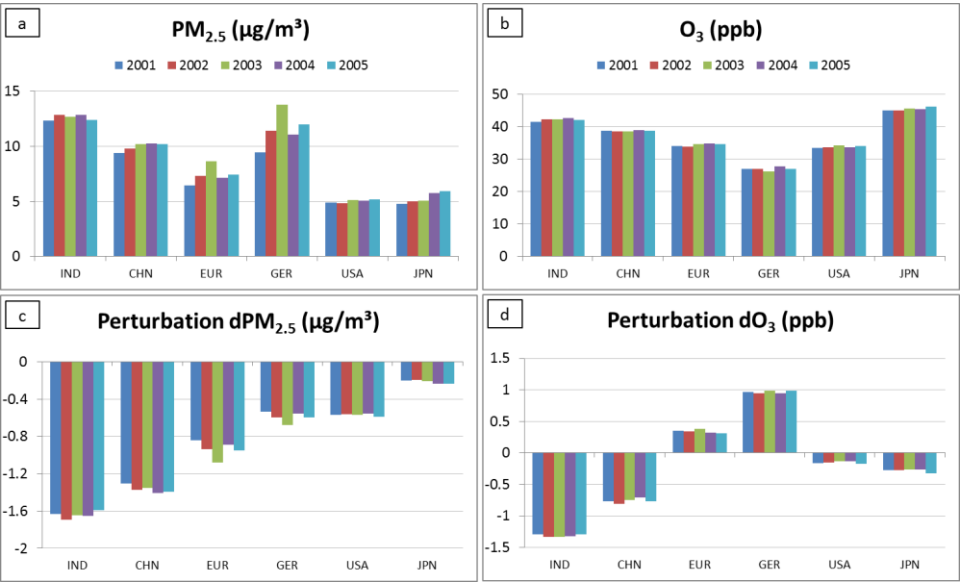 a
PM₂.₅ (µg/m³)
2001 2002 2003 2004 2005
15
10
5
0
IND CHN EUR GER USA JPN
b
O₃ (ppb)
2001 2002 2003 2004 2005
50
40
30
20
10
0
IND CHN EUR GER USA JPN
c
Perturbation dPM₂.₅ (µg/m³)
0
-0.4
-0.8
-1.2
-1.6
-2
IND CHN EUR GER USA JPN
d
Perturbation dO₃ (ppb)
1.5
1
0.5
0
-0.5
-1
-1.5
IND CHN EUR GER USA JPN